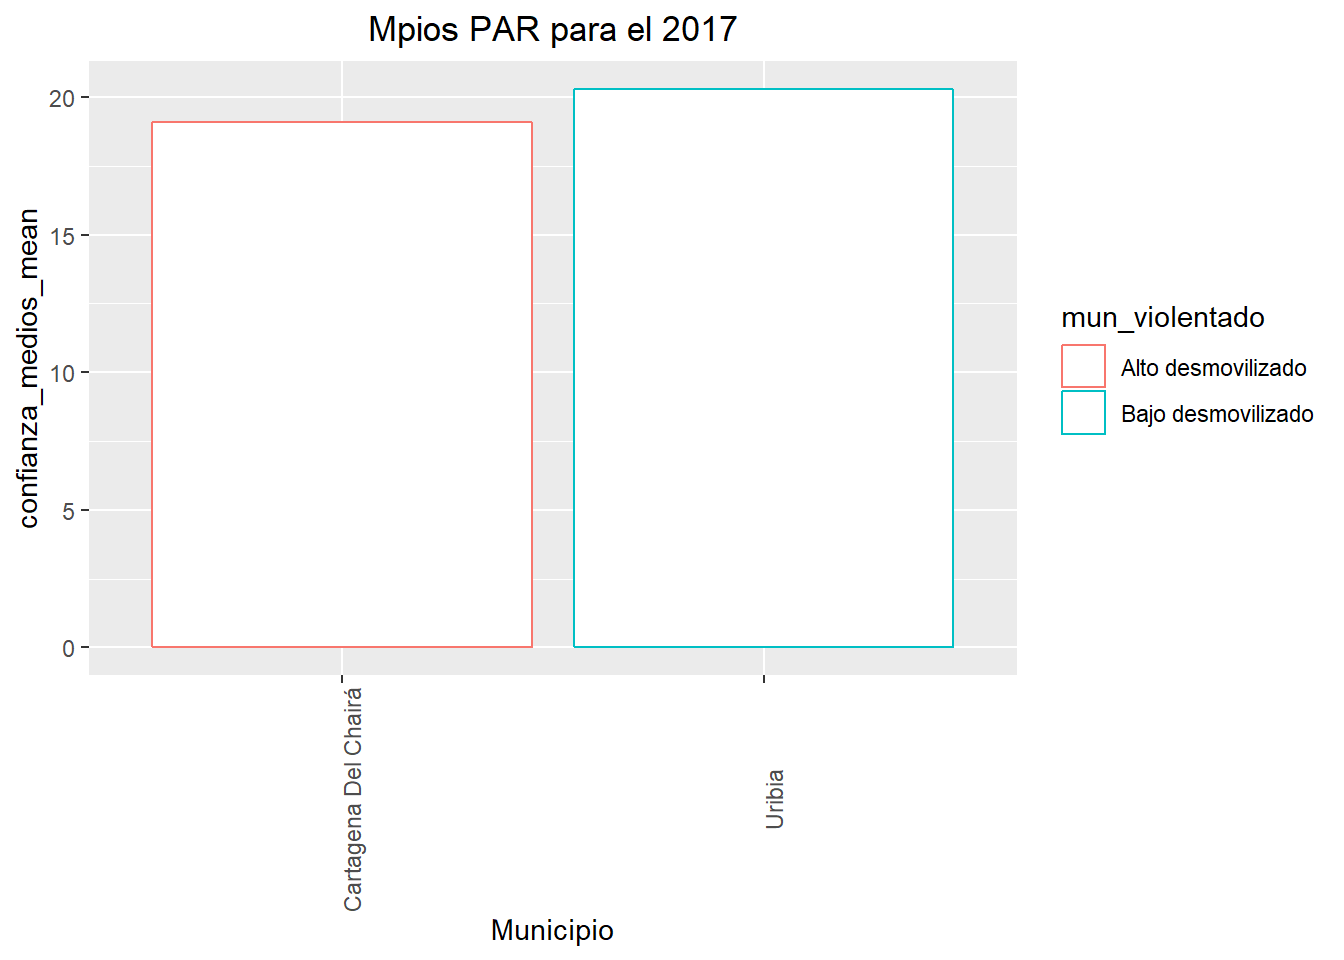 Mpios PAR para el 2017
confianza_medios_mean
20
15
10
5
0
Cartagena Del Chairá
Uribia
Municipio
mun_violentado
Alto desmovilizado
Bajo desmovilizado